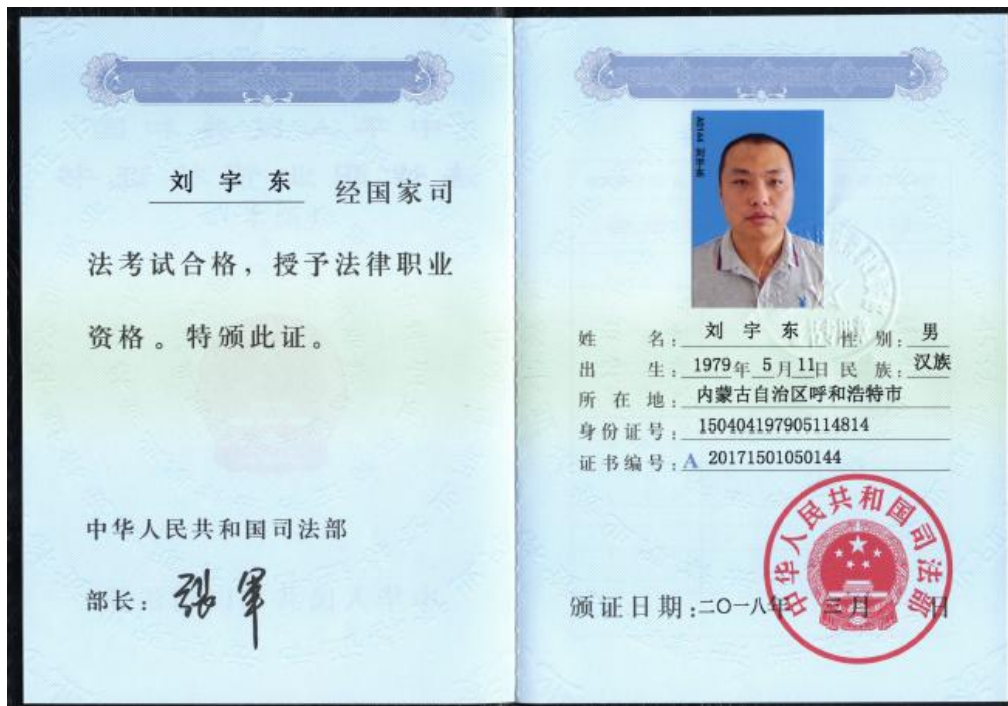 刘宇东 经国家司
法考试合格，授予法律职业
资格。特颁此证。
中华人民共和国司法部
部长：张军
A0144 刘宇东
姓名：刘宇东 性别：男
出生：1979年5月11日 民族：汉族
所在地：内蒙古自治区呼和浩特市
身份证号：150404197905114814
证书编号：A 20171501050144
中华人民共和国司法部
颁证日期：二〇一八年 三月 日